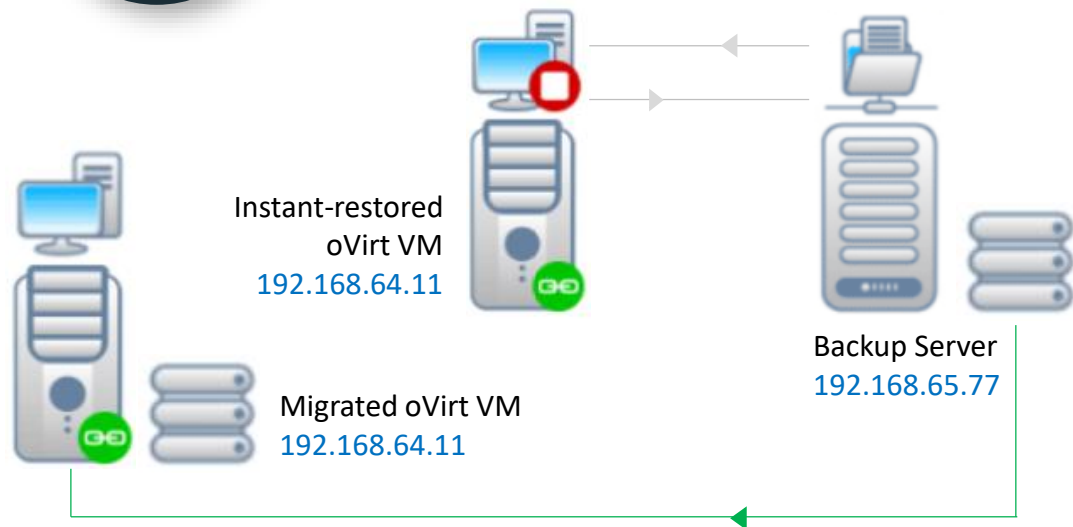 Instant-restored
oVirt VM
192.168.64.11
Backup Server
192.168.65.77
Migrated oVirt VM
192.168.64.11